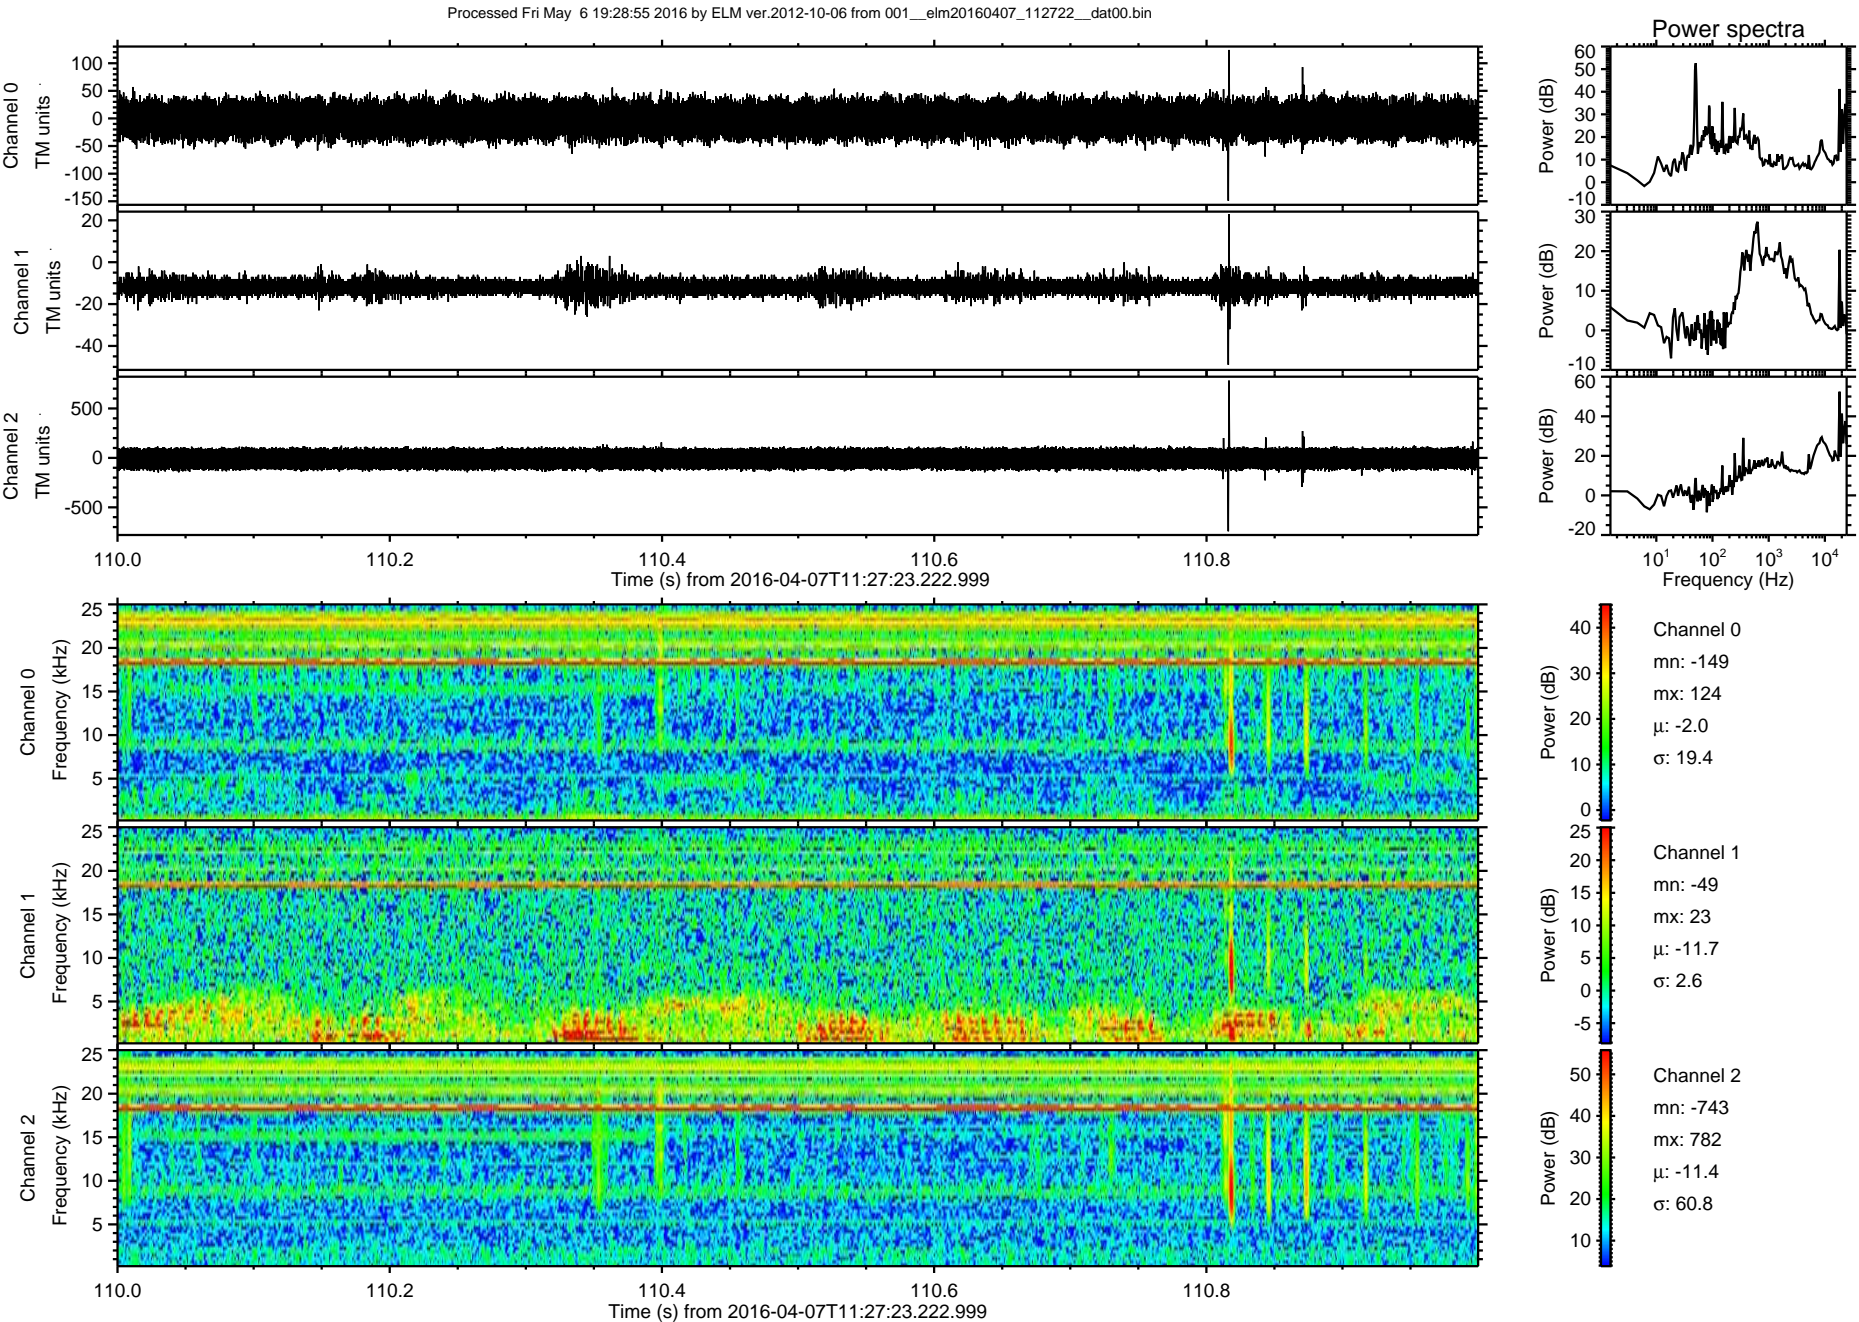 Processed Fri May  6 19:28:55 2016 by ELM ver.2012-10-06 from 001__elm20160407_112722__dat00.bin
Power spectra
Channel 0
TM units
100
50
0
-50
-100
-150
Power (dB)
60
50
40
30
20
10
0
-10
Channel 1
TM units
20
0
-20
-40
Power (dB)
30
20
10
0
-10
Channel 2
TM units
500
0
-500
Power (dB)
60
40
20
0
-20
110.0 110.2 110.4 110.6 110.8
Time (s) from 2016-04-07T11:27:23.222.999
10¹ 10² 10³ 10⁴
Frequency (Hz)
Channel 0
Frequency (kHz)
25
20
15
10
5
Power (dB)
40
30
20
10
0
Channel 0
mn: -149
mx: 124
μ: -2.0
σ: 19.4
Channel 1
Frequency (kHz)
25
20
15
10
5
Power (dB)
25
20
15
10
5
0
-5
Channel 1
mn: -49
mx: 23
μ: -11.7
σ: 2.6
Channel 2
Frequency (kHz)
25
20
15
10
5
Power (dB)
50
40
30
20
10
Channel 2
mn: -743
mx: 782
μ: -11.4
σ: 60.8
110.0 110.2 110.4 110.6 110.8
Time (s) from 2016-04-07T11:27:23.222.999